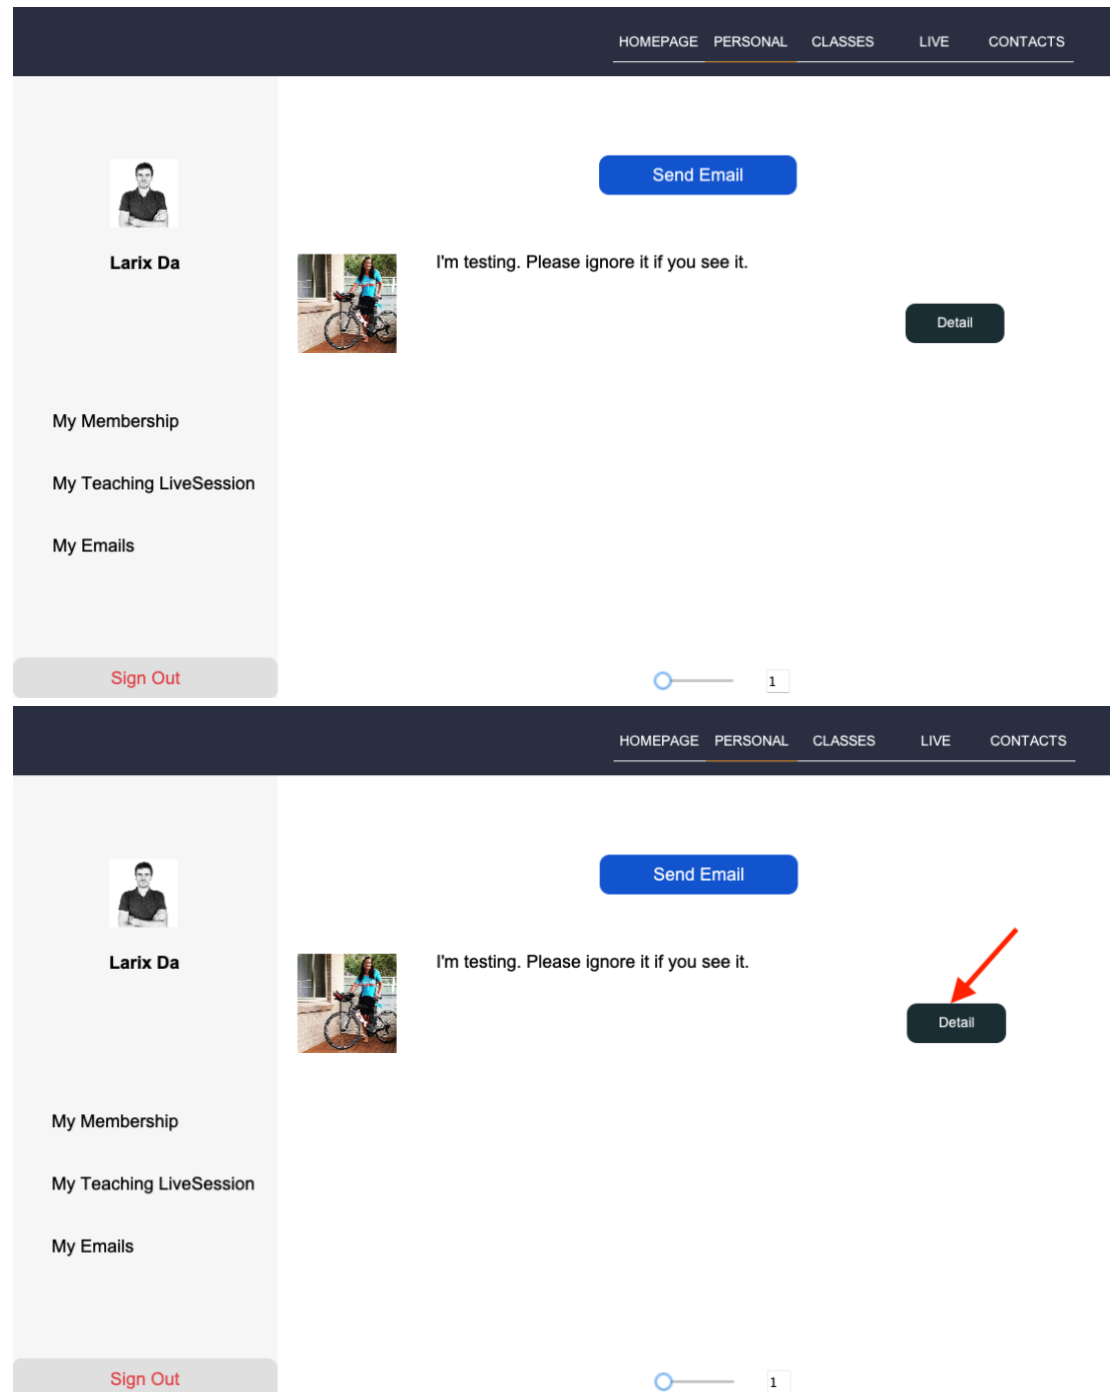 HOMEPAGE PERSONAL CLASSES LIVE CONTACTS
Send Email
Larix Da
I'm testing. Please ignore it if you see it.
Detail
My Membership
My Teaching LiveSession
My Emails
Sign Out
1
HOMEPAGE PERSONAL CLASSES LIVE CONTACTS
Send Email
Larix Da
I'm testing. Please ignore it if you see it.
Detail
My Membership
My Teaching LiveSession
My Emails
Sign Out
1